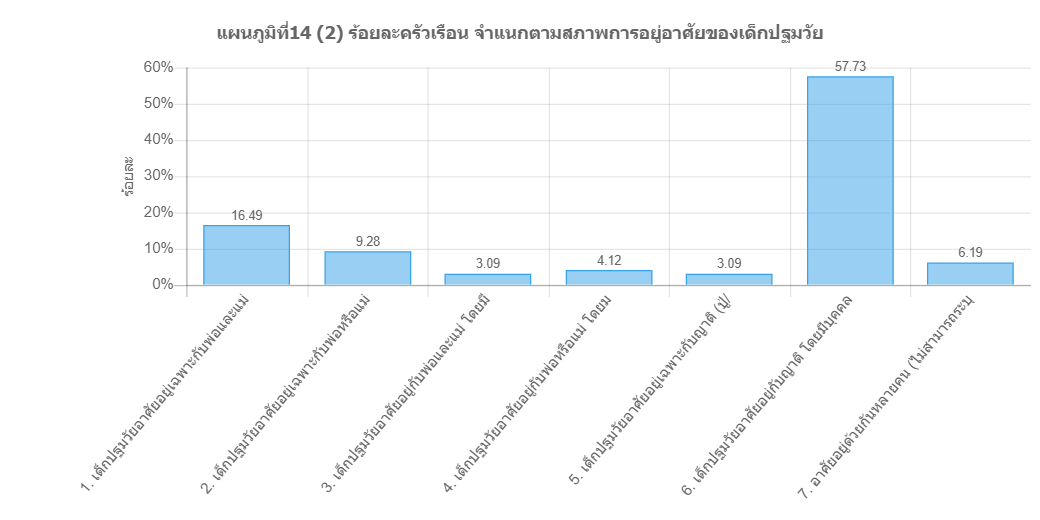 แผนภูมิที่14 (2) ร้อยละครัวเรือน จำแนกตามสภาพการอยู่อาศัยของเด็กปฐมวัย
60%
50%
40%
30%
20%
10%
0%
ร้อยละ
16.49
9.28
3.09
4.12
3.09
57.73
6.19
1. เด็กปฐมวัยอาศัยอยู่เฉพาะกับพ่อและแม่
2. เด็กปฐมวัยอาศัยอยู่เฉพาะกับพ่อหรือแม่
3. เด็กปฐมวัยอาศัยอยู่กับพ่อและแม่ โดยมี
4. เด็กปฐมวัยอาศัยอยู่กับพ่อหรือแม่ โดยม
5. เด็กปฐมวัยอาศัยอยู่เฉพาะกับญาติ (ปู่/
6. เด็กปฐมวัยอาศัยอยู่กับญาติ โดยมีบุคคล
7. อาศัยอยู่ด้วยกันหลายคน (ไม่สามารถระบุ